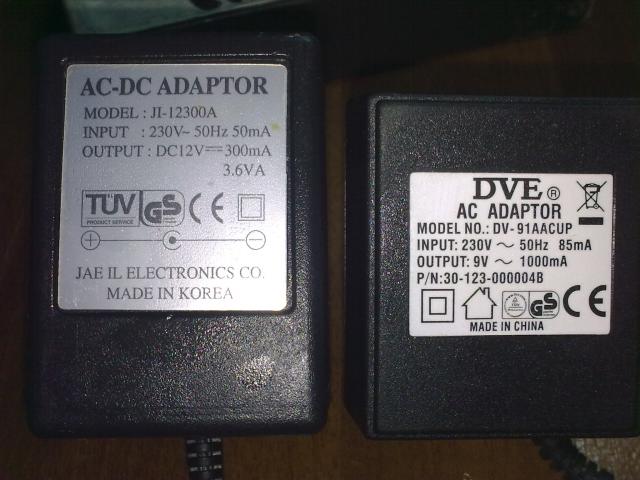 AC-DC ADAPTOR
MODEL : JI-12300A
INPUT : 230V~ 50Hz 50mA
OUTPUT : DC12V⎓300mA
3.6VA
TÜV
PRODUCT SERVICE
GS
CE
JAE IL ELECTRONICS CO.
MADE IN KOREA
DVE®
AC ADAPTOR
MODEL NO.: DV-91AACUP
INPUT: 230V ~ 50Hz 85mA
OUTPUT: 9V ~ 1000mA
P/N:30-123-000004B
GS
CE
MADE IN CHINA